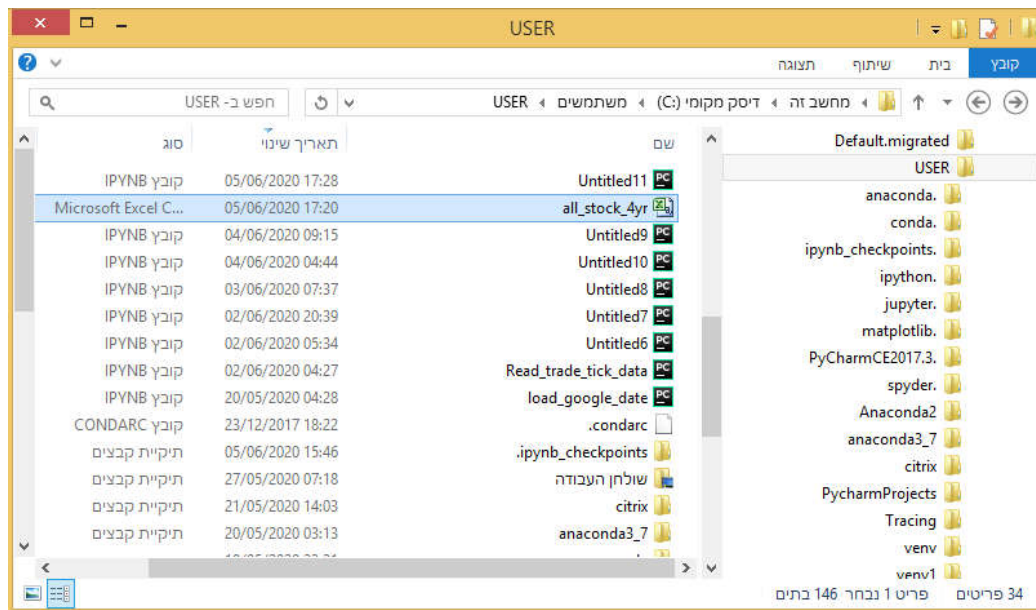 USER
קובץ בית שיתוף תצוגה
מחשב זה דיסק מקומי (C:) משתמשים USER
חפש ב- USER
שם תאריך שינוי סוג
Untitled11 05/06/2020 17:28 קובץ IPYNB
all_stock_4yr 05/06/2020 17:20 Microsoft Excel C...
Untitled9 04/06/2020 09:15 קובץ IPYNB
Untitled10 04/06/2020 04:44 קובץ IPYNB
Untitled8 03/06/2020 07:37 קובץ IPYNB
Untitled7 02/06/2020 20:39 קובץ IPYNB
Untitled6 02/06/2020 05:34 קובץ IPYNB
Read_trade_tick_data 02/06/2020 04:27 קובץ IPYNB
load_google_date 20/05/2020 04:28 קובץ IPYNB
.condarc 23/12/2017 18:22 קובץ CONDARC
.ipynb_checkpoints 05/06/2020 15:46 תיקיית קבצים
שולחן העבודה 27/05/2020 07:18 תיקיית קבצים
citrix 21/05/2020 14:03 תיקיית קבצים
anaconda3_7 20/05/2020 03:13 תיקיית קבצים
Default.migrated
USER
anaconda.
conda.
ipynb_checkpoints.
ipython.
jupyter.
matplotlib.
PyCharmCE2017.3.
spyder.
Anaconda2
anaconda3_7
citrix
PycharmProjects
Tracing
venv
venv1
34 פריטים פריט 1 נבחר 146 בתים